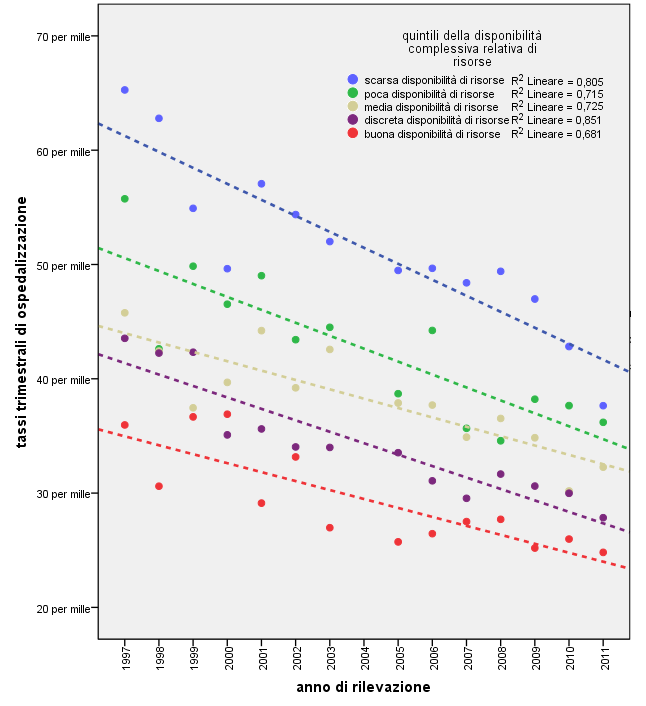 quintili della disponibilità
complessiva relativa di
risorse
scarsa disponibilità di risorse R² Lineare = 0,805
poca disponibilità di risorse R² Lineare = 0,715
media disponibilità di risorse R² Lineare = 0,725
discreta disponibilità di risorse R² Lineare = 0,851
buona disponibilità di risorse R² Lineare = 0,681
tassi trimestrali di ospedalizzazione
70 per mille
60 per mille
50 per mille
40 per mille
30 per mille
20 per mille
1997 1998 1999 2000 2001 2002 2003 2004 2005 2006 2007 2008 2009 2010 2011
anno di rilevazione